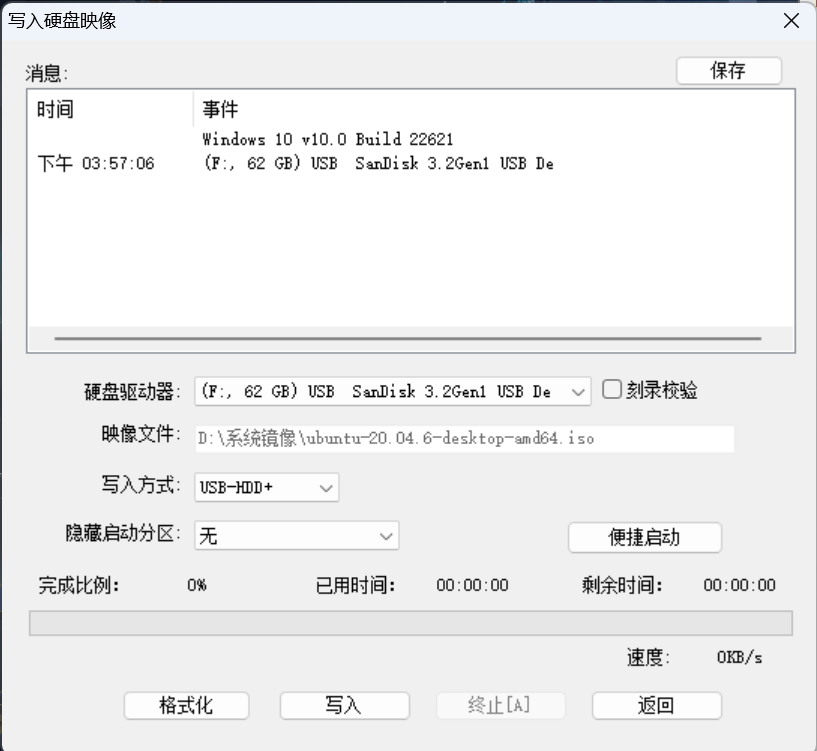 写入硬盘映像
消息:
保存
时间 事件
Windows 10 v10.0 Build 22621
下午 03:57:06 (F:, 62 GB) USB SanDisk 3.2Gen1 USB De
硬盘驱动器: (F:, 62 GB) USB SanDisk 3.2Gen1 USB De 刻录校验
映像文件: D:\系统镜像\ubuntu-20.04.6-desktop-amd64.iso
写入方式: USB-HDD+
隐藏启动分区: 无 便捷启动
完成比例: 0% 已用时间: 00:00:00 剩余时间: 00:00:00
速度: 0KB/s
格式化 写入 终止[A] 返回